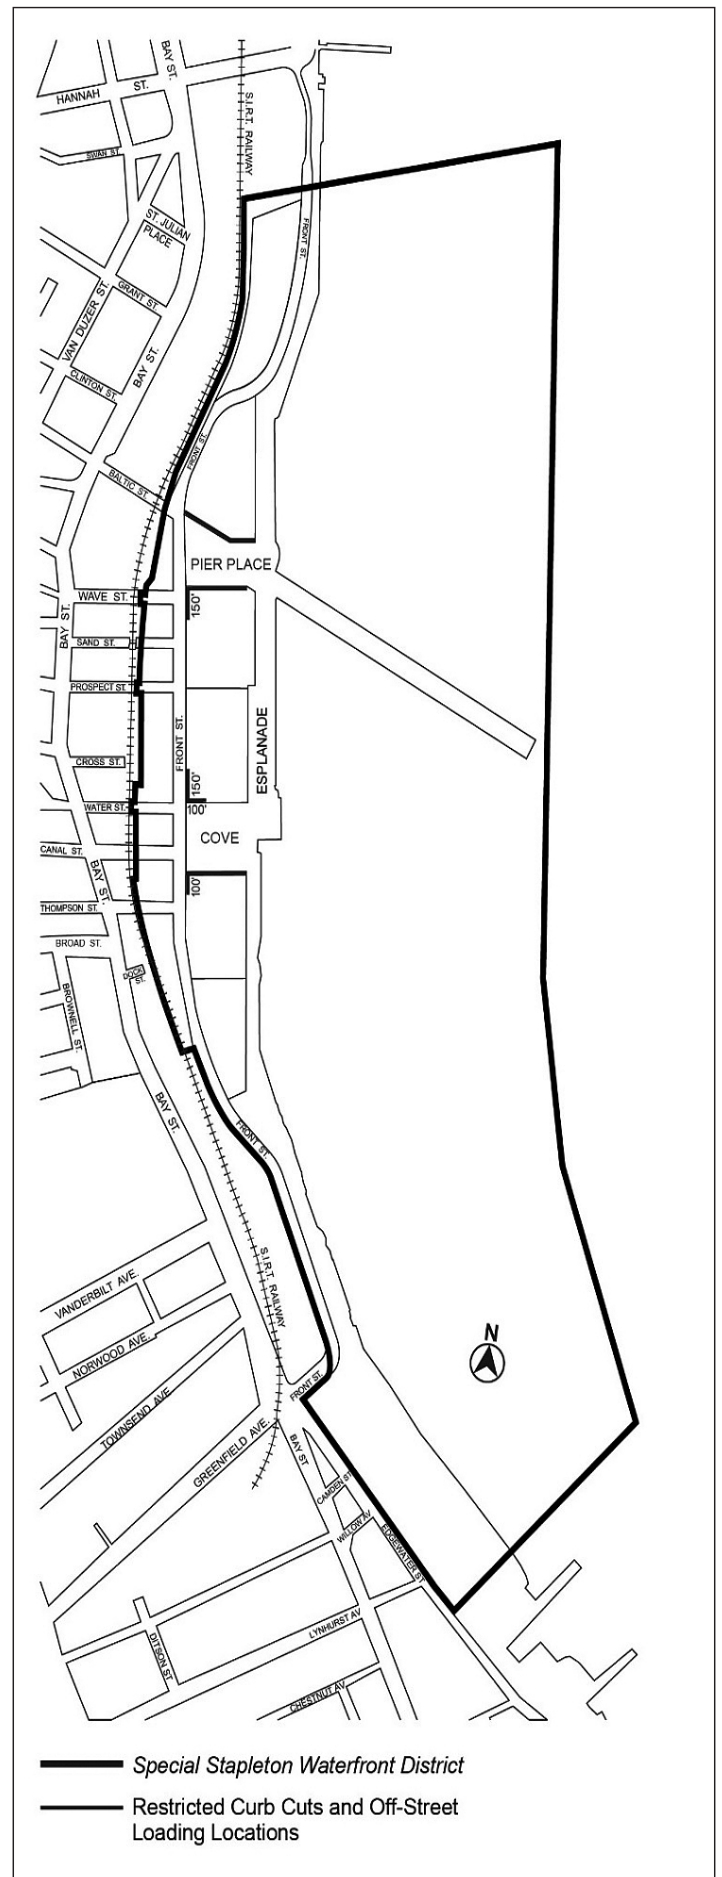 BAY ST.
HANNAH ST.
S.I.R.T. RAILWAY
SWAN ST.
ST. JULIAN
PLACE
FRONT ST.
GRANT ST.
VAN DUZER ST.
BAY ST.
CLINTON ST.
FRONT ST.
BALTIC ST.
PIER PLACE
WAVE ST.
150'
BAY ST.
SAND ST.
PROSPECT ST.
FRONT ST.
ESPLANADE
CROSS ST.
150'
WATER ST.
100'
COVE
CANAL ST.
BAY ST.
100'
THOMPSON ST.
BROAD ST.
DOCK
ST.
BROWNELL ST.
BAY ST.
FRONT ST.
S.I.R.T. RAILWAY
VANDERBILT AVE.
N
NORWOOD AVE.
FRONT ST.
TOWNSEND AVE
GREENFIELD AVE.
BAY ST
CAMDEN ST
WILLOW AV
EDGEWATER ST
LYNHURST AV
DITSON ST
CHESTNUT AV
Special Stapleton Waterfront District
Restricted Curb Cuts and Off-Street
Loading Locations